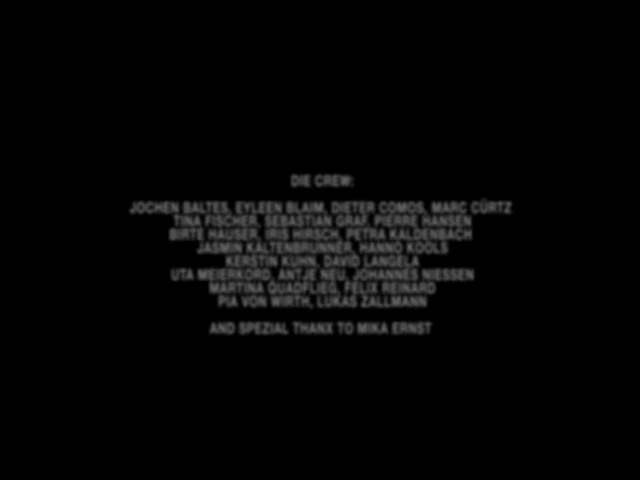 DIE CREW:
JOCHEN BALTES, EYLEEN BLAIM, DIETER COMOS, MARC CÜRTZ
TINA FISCHER, SEBASTIAN GRAF, PIERRE HANSEN
BIRTE HAUSER, IRIS HIRSCH, PETRA KALDENBACH
JASMIN KALTENBRUNNER, HANNO KOOLS
KERSTIN KUHN, DAVID LANGELA
UTA MEIERKORD, ANTJE NEU, JOHANNES NIESSEN
MARTINA QUADFLIEG, FELIX REINARD
PIA VON WIRTH, LUKAS ZALLMANN
AND SPEZIAL THANX TO MIKA ERNST